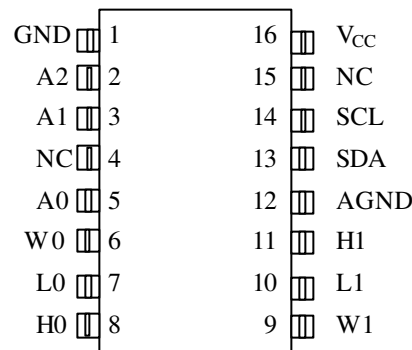 GND 1 16 VCC
A2 2 15 NC
A1 3 14 SCL
NC 4 13 SDA
A0 5 12 AGND
W0 6 11 H1
L0 7 10 L1
H0 8 9 W1